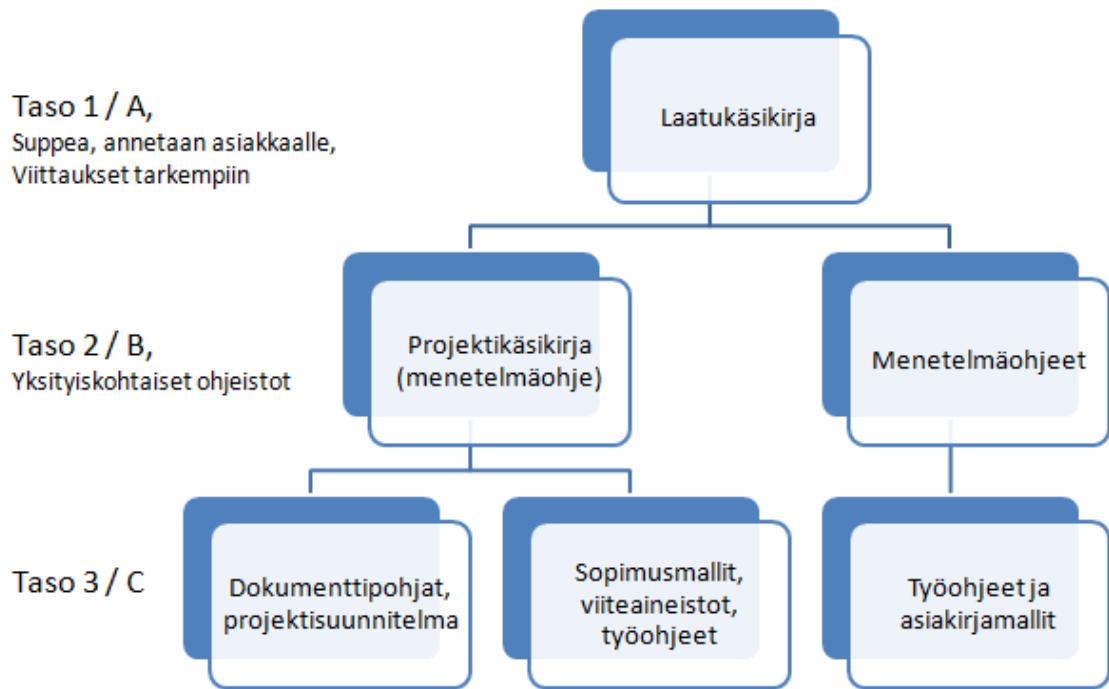 Taso 1 / A,
Suppea, annetaan asiakkaalle,
Viittaukset tarkempiin
Laatukäsikirja
Taso 2 / B,
Yksityiskohtaiset ohjeistot
Projektikäsikirja
(menetelmäohje)
Menetelmäohjeet
Taso 3 / C
Dokumenttipohjat,
projektisuunnitelma
Sopimusmallit,
viiteaineistot,
työohjeet
Työohjeet ja
asiakirjamallit